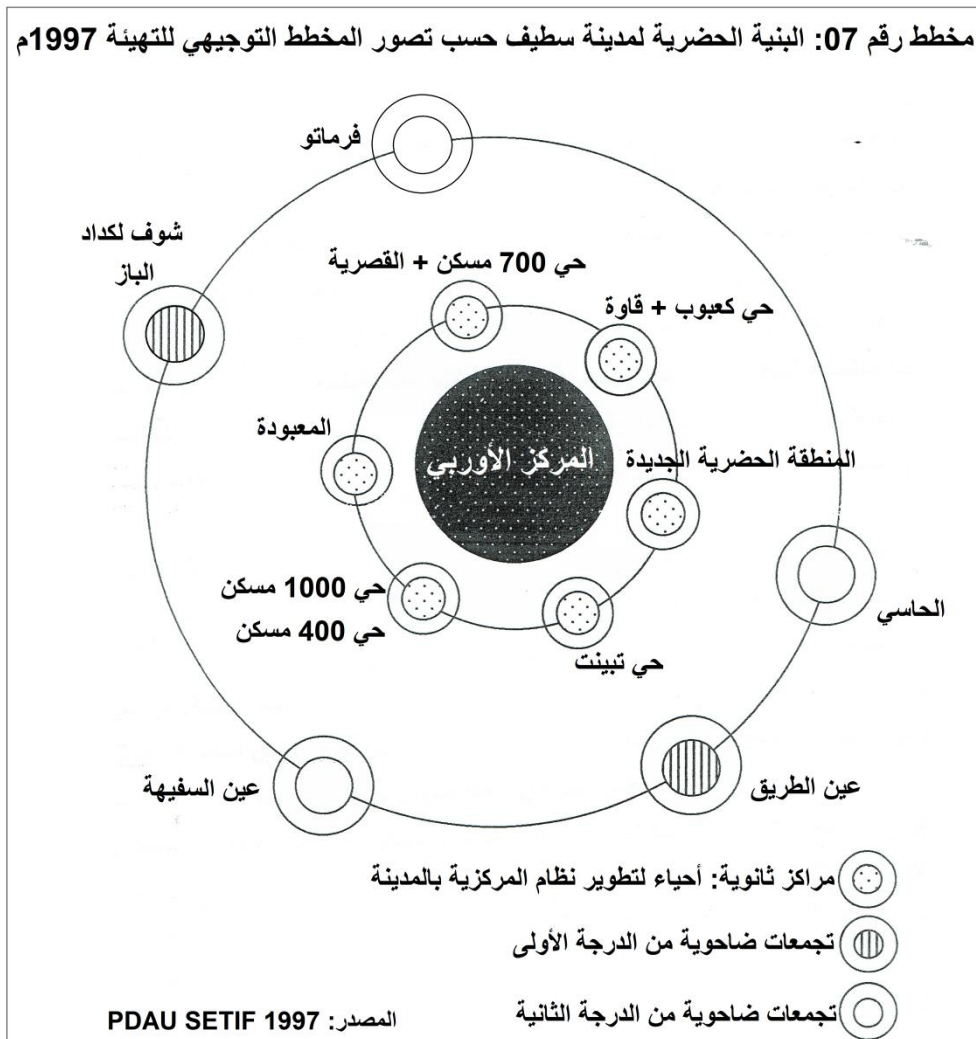 مخطط رقم 07: البنية الحضرية لمدينة سطيف حسب تصور المخطط التوجيهي للتهيئة 1997م
فرماتو
شوف لكداد
الباز
حي 700 مسكن + القصرية
حي كعبوب + قاوة
المعبودة
المركز الأوربي
المنطقة الحضرية الجديدة
حي 1000 مسكن
حي 400 مسكن
حي تبينت
الحاسي
عين السفيهة
عين الطريق
مراكز ثانوية: أحياء لتطوير نظام المركزية بالمدينة
تجمعات ضاحوية من الدرجة الأولى
تجمعات ضاحوية من الدرجة الثانية
المصدر: PDAU SETIF 1997